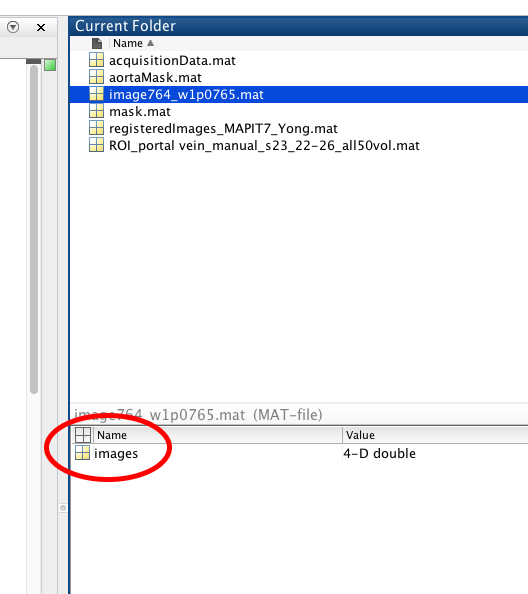 Current Folder
Name
acquisitionData.mat
aortaMask.mat
image764_w1p0765.mat
mask.mat
registeredImages_MAPIT7_Yong.mat
ROI_portal vein_manual_s23_22-26_all50vol.mat
image764_w1p0765.mat (MAT-file)
Name Value
images 4-D double